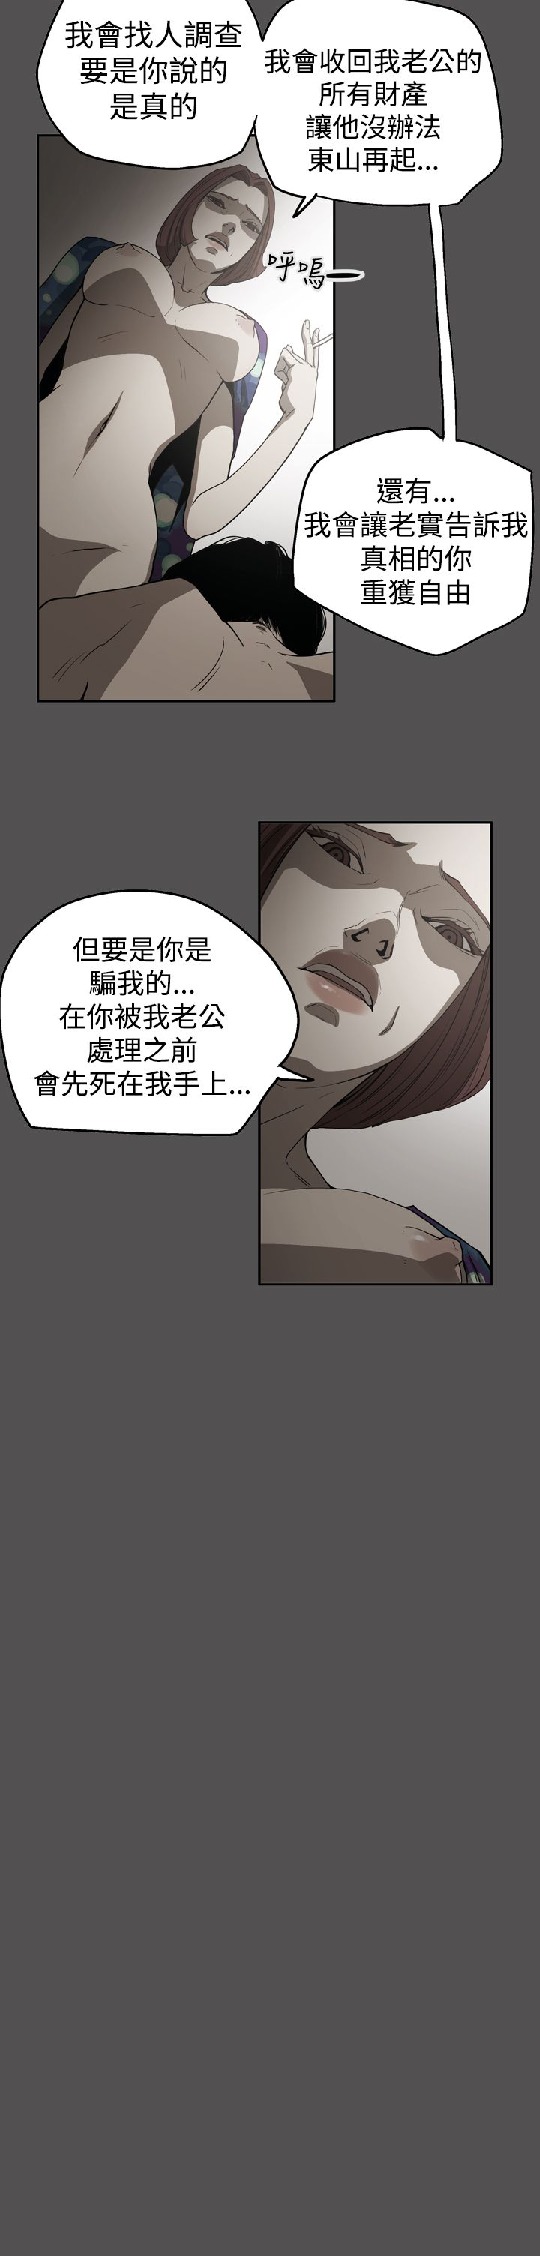 我會找人調查
要是你說的
是真的
我會收回我老公的
所有財產
讓他沒辦法
東山再起…
呼嗚
還有…
我會讓老實告訴我
真相的你
重獲自由
但要是你是
騙我的…
在你被我老公
處理之前
會先死在我手上…